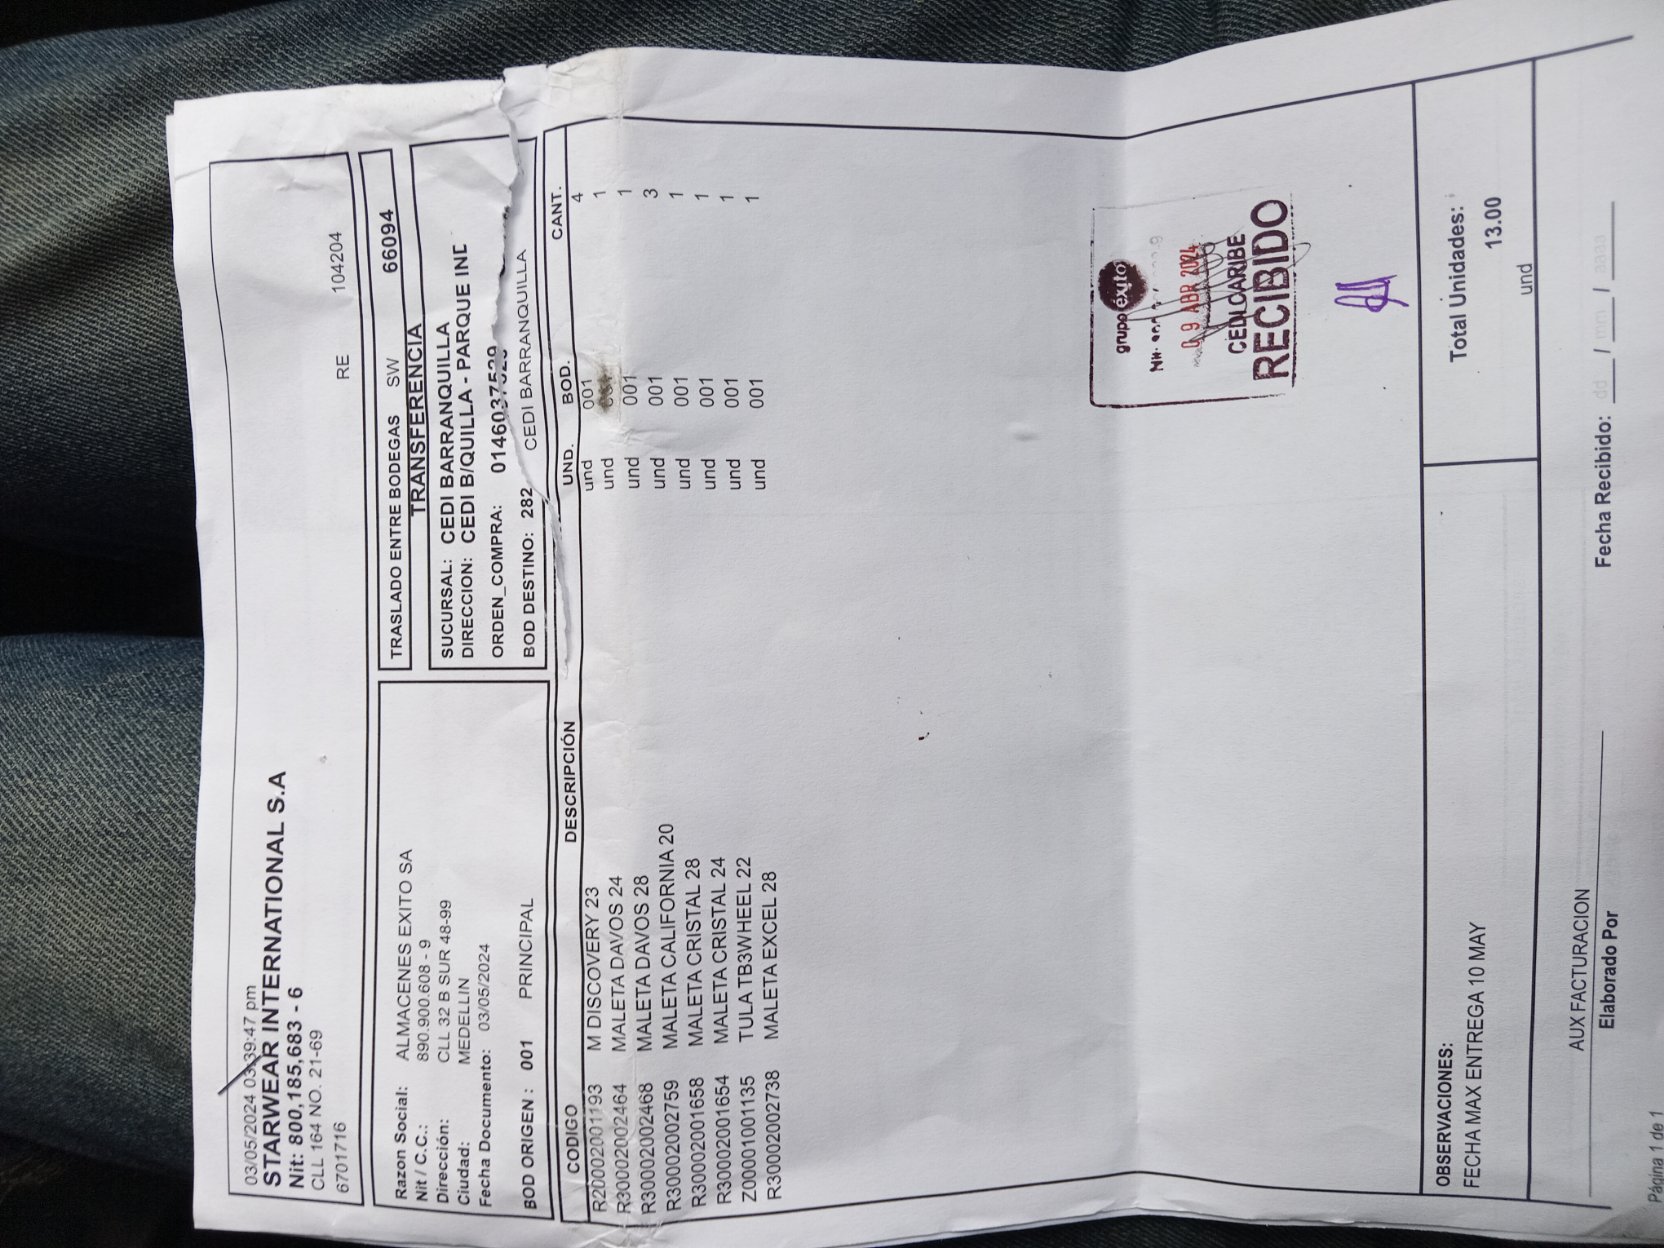 03/05/2024 03:39:47 pm
STARWEAR INTERNATIONAL S.A
Nit: 800,185,683 - 6
CLL 164 NO. 21-69
6701716
RE 104204
Razon Social: ALMACENES EXITO SA
Nit / C.C.: 890.900.608 - 9
Dirección: CLL 32 B SUR 48-99
Ciudad: MEDELLIN
Fecha Documento: 03/05/2024
BOD ORIGEN : 001 PRINCIPAL
TRASLADO ENTRE BODEGAS SW 66094
TRANSFERENCIA
SUCURSAL: CEDI BARRANQUILLA
DIRECCION: CEDI B/QUILLA - PARQUE IND
ORDEN_COMPRA: 0146037529
BOD DESTINO: 282 CEDI BARRANQUILLA
CODIGO DESCRIPCIÓN UND. BOD. CANT.
R20002001193 M DISCOVERY 23 und 001 4
R30002002464 MALETA DAVOS 24 und 1
R30002002468 MALETA DAVOS 28 und 001 1
R30002002759 MALETA CALIFORNIA 20 und 001 3
R30002001658 MALETA CRISTAL 28 und 001 1
R30002001654 MALETA CRISTAL 24 und 001 1
Z00001001135 TULA TB3WHEEL 22 und 001 1
R30002002738 MALETA EXCEL 28 und 001 1
grupo éxito
Nit.
09 ABR 2024
CEDI CARIBE
RECIBIDO
OBSERVACIONES:
FECHA MAX ENTREGA 10 MAY
Total Unidades:
13.00
und
AUX FACTURACION
Elaborado Por
Fecha Recibido: dd / mm / aaaa
Página 1 de 1